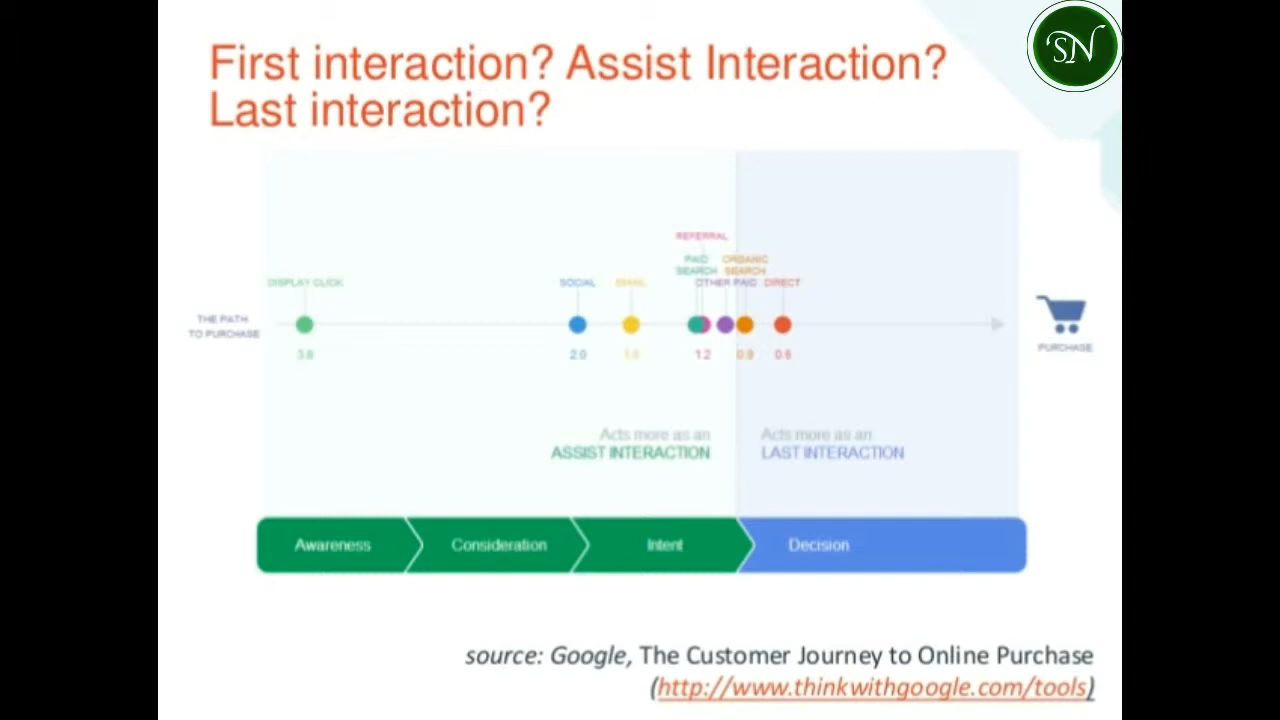 SN
First interaction? Assist Interaction?
Last interaction?
REFERRAL
PAID
SEARCH
ORGANIC
SEARCH
DISPLAY CLICK
SOCIAL
EMAIL
OTHER PAID
DIRECT
THE PATH
TO PURCHASE
PURCHASE
2.0
1.2
0.9
0.6
Acts more as an
ASSIST INTERACTION
Acts more as an
LAST INTERACTION
Awareness
Consideration
Intent
Decision
source: Google, The Customer Journey to Online Purchase
(http://www.thinkwithgoogle.com/tools)